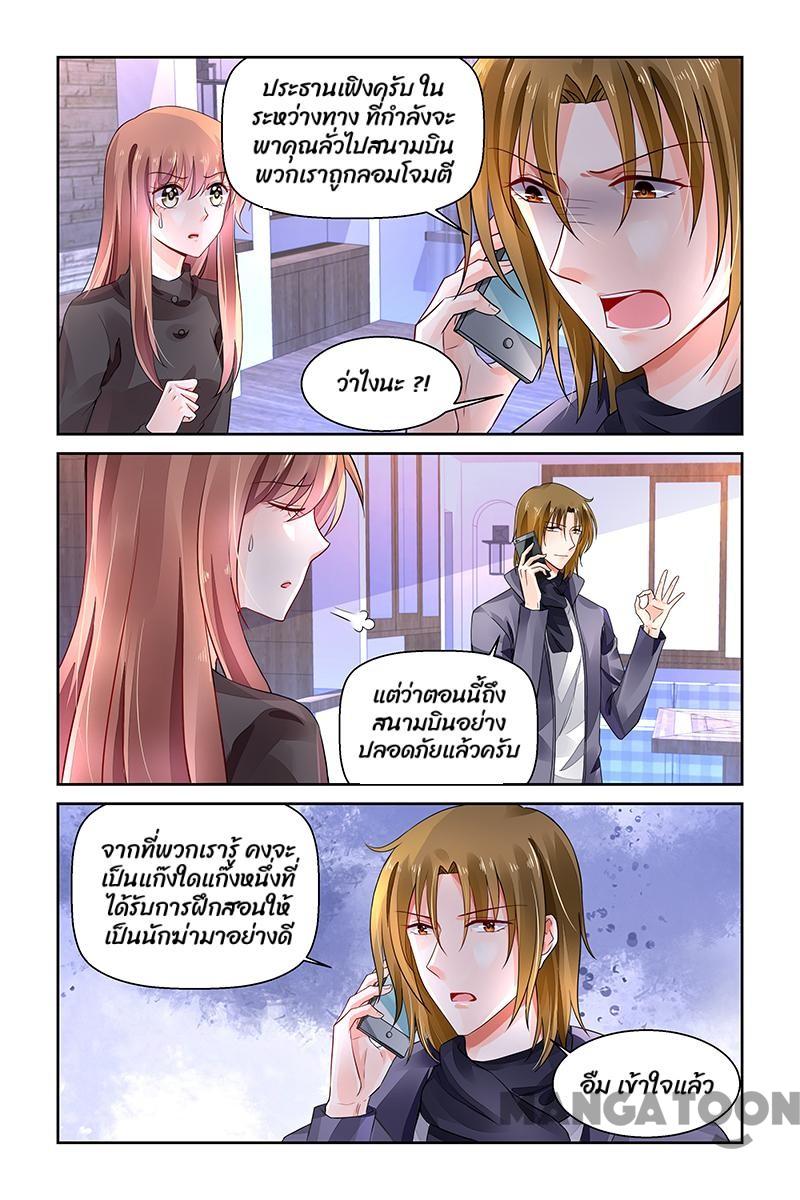 ประธานเฟิงครับ ใน
ระหว่างทาง ที่กำลังจะ
พาคุณลั่วไปสนามบิน
พวกเราถูกลอมโจมตี
ว่าไงนะ ?!
แต่ว่าตอนนี้ถึง
สนามบินอย่าง
ปลอดภัยแล้วครับ
จากที่พวกเรารู้ คงจะ
เป็นแก๊งใดแก๊งหนึ่งที่
ได้รับการฝึกสอนให้
เป็นนักฆ่ามาอย่างดี
อืม เข้าใจแล้ว
MANGATOON